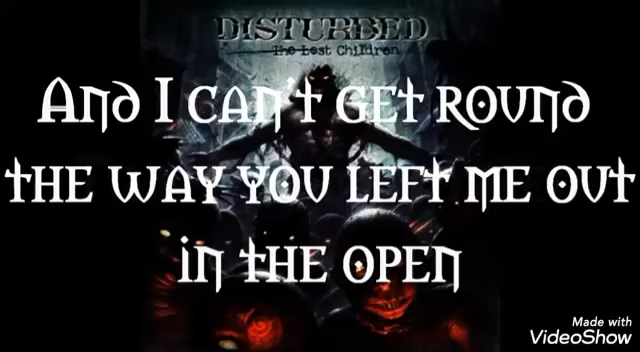 DISTURBED
The Lost Children
And I can't get round
the way you left me out
in the open
Made with
VideoShow